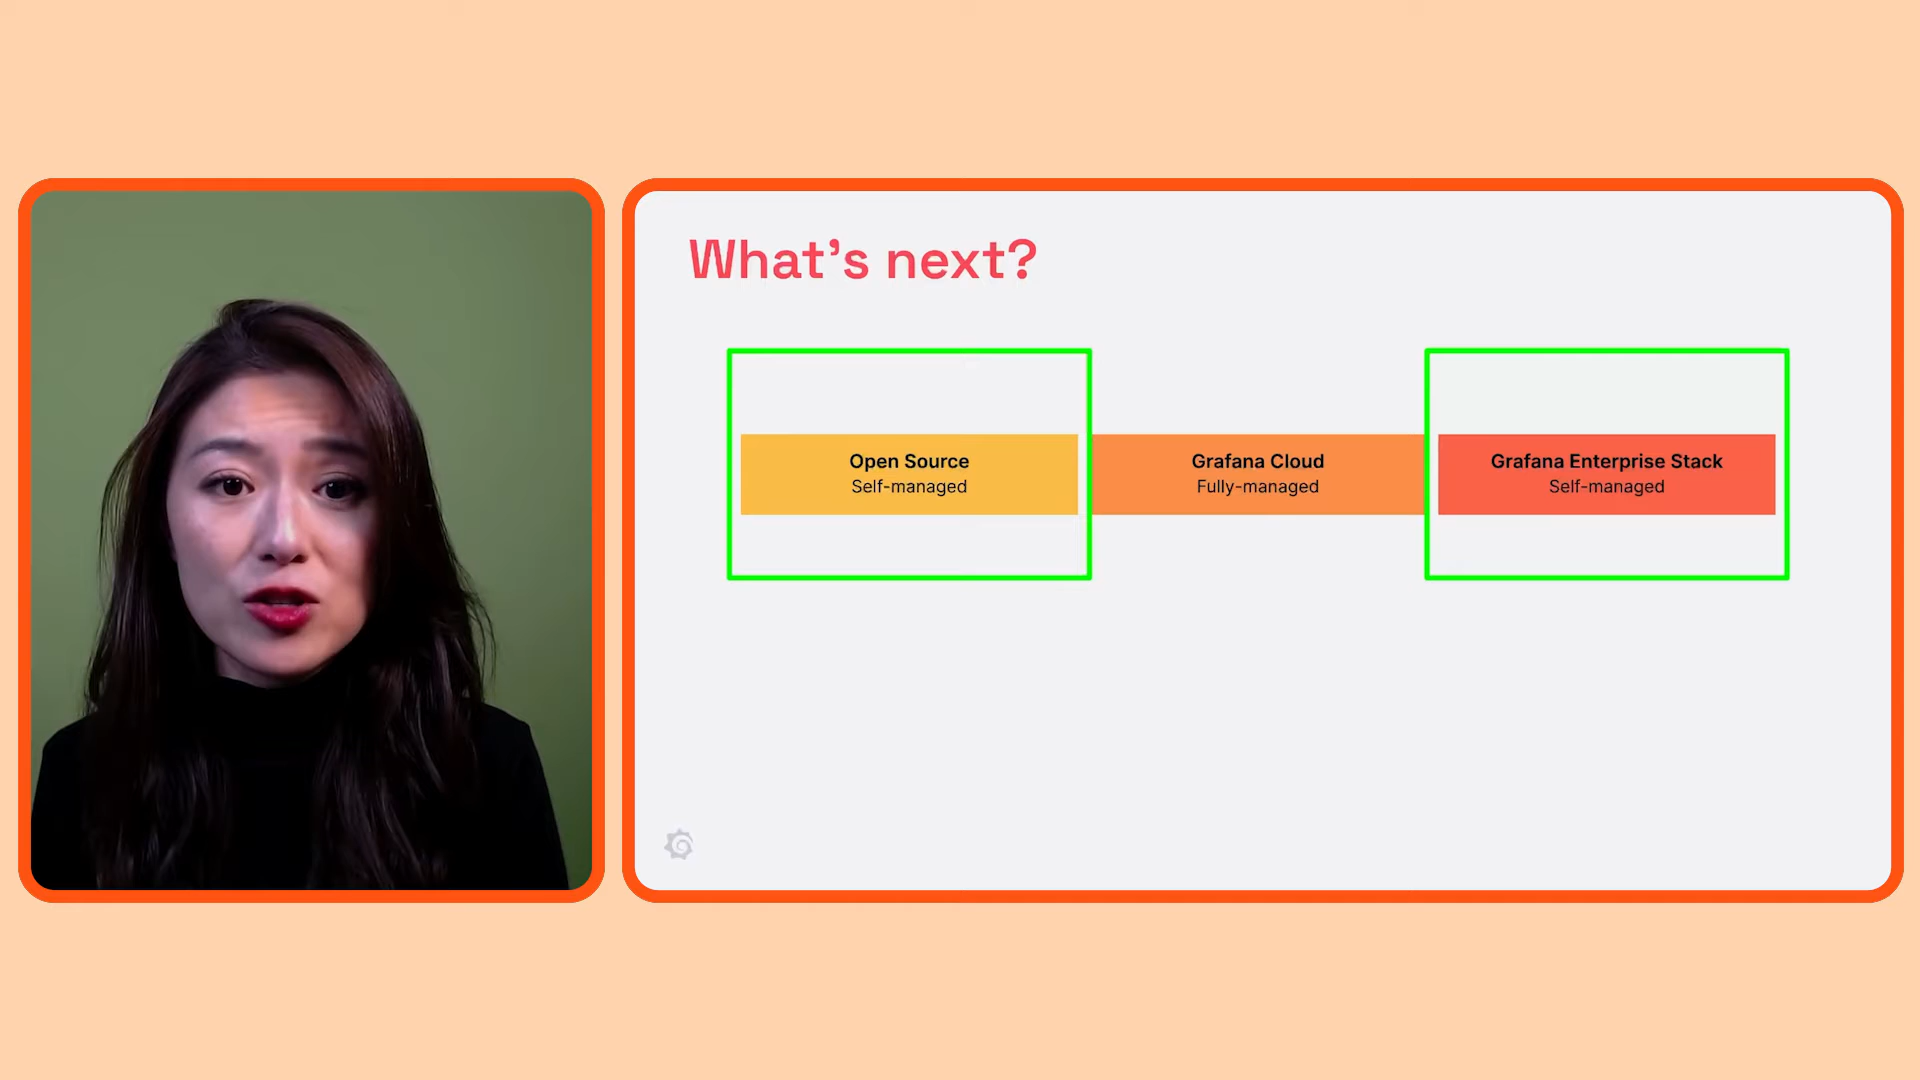 What's next?
Open Source
Self-managed
Grafana Cloud
Fully-managed
Grafana Enterprise Stack
Self-managed